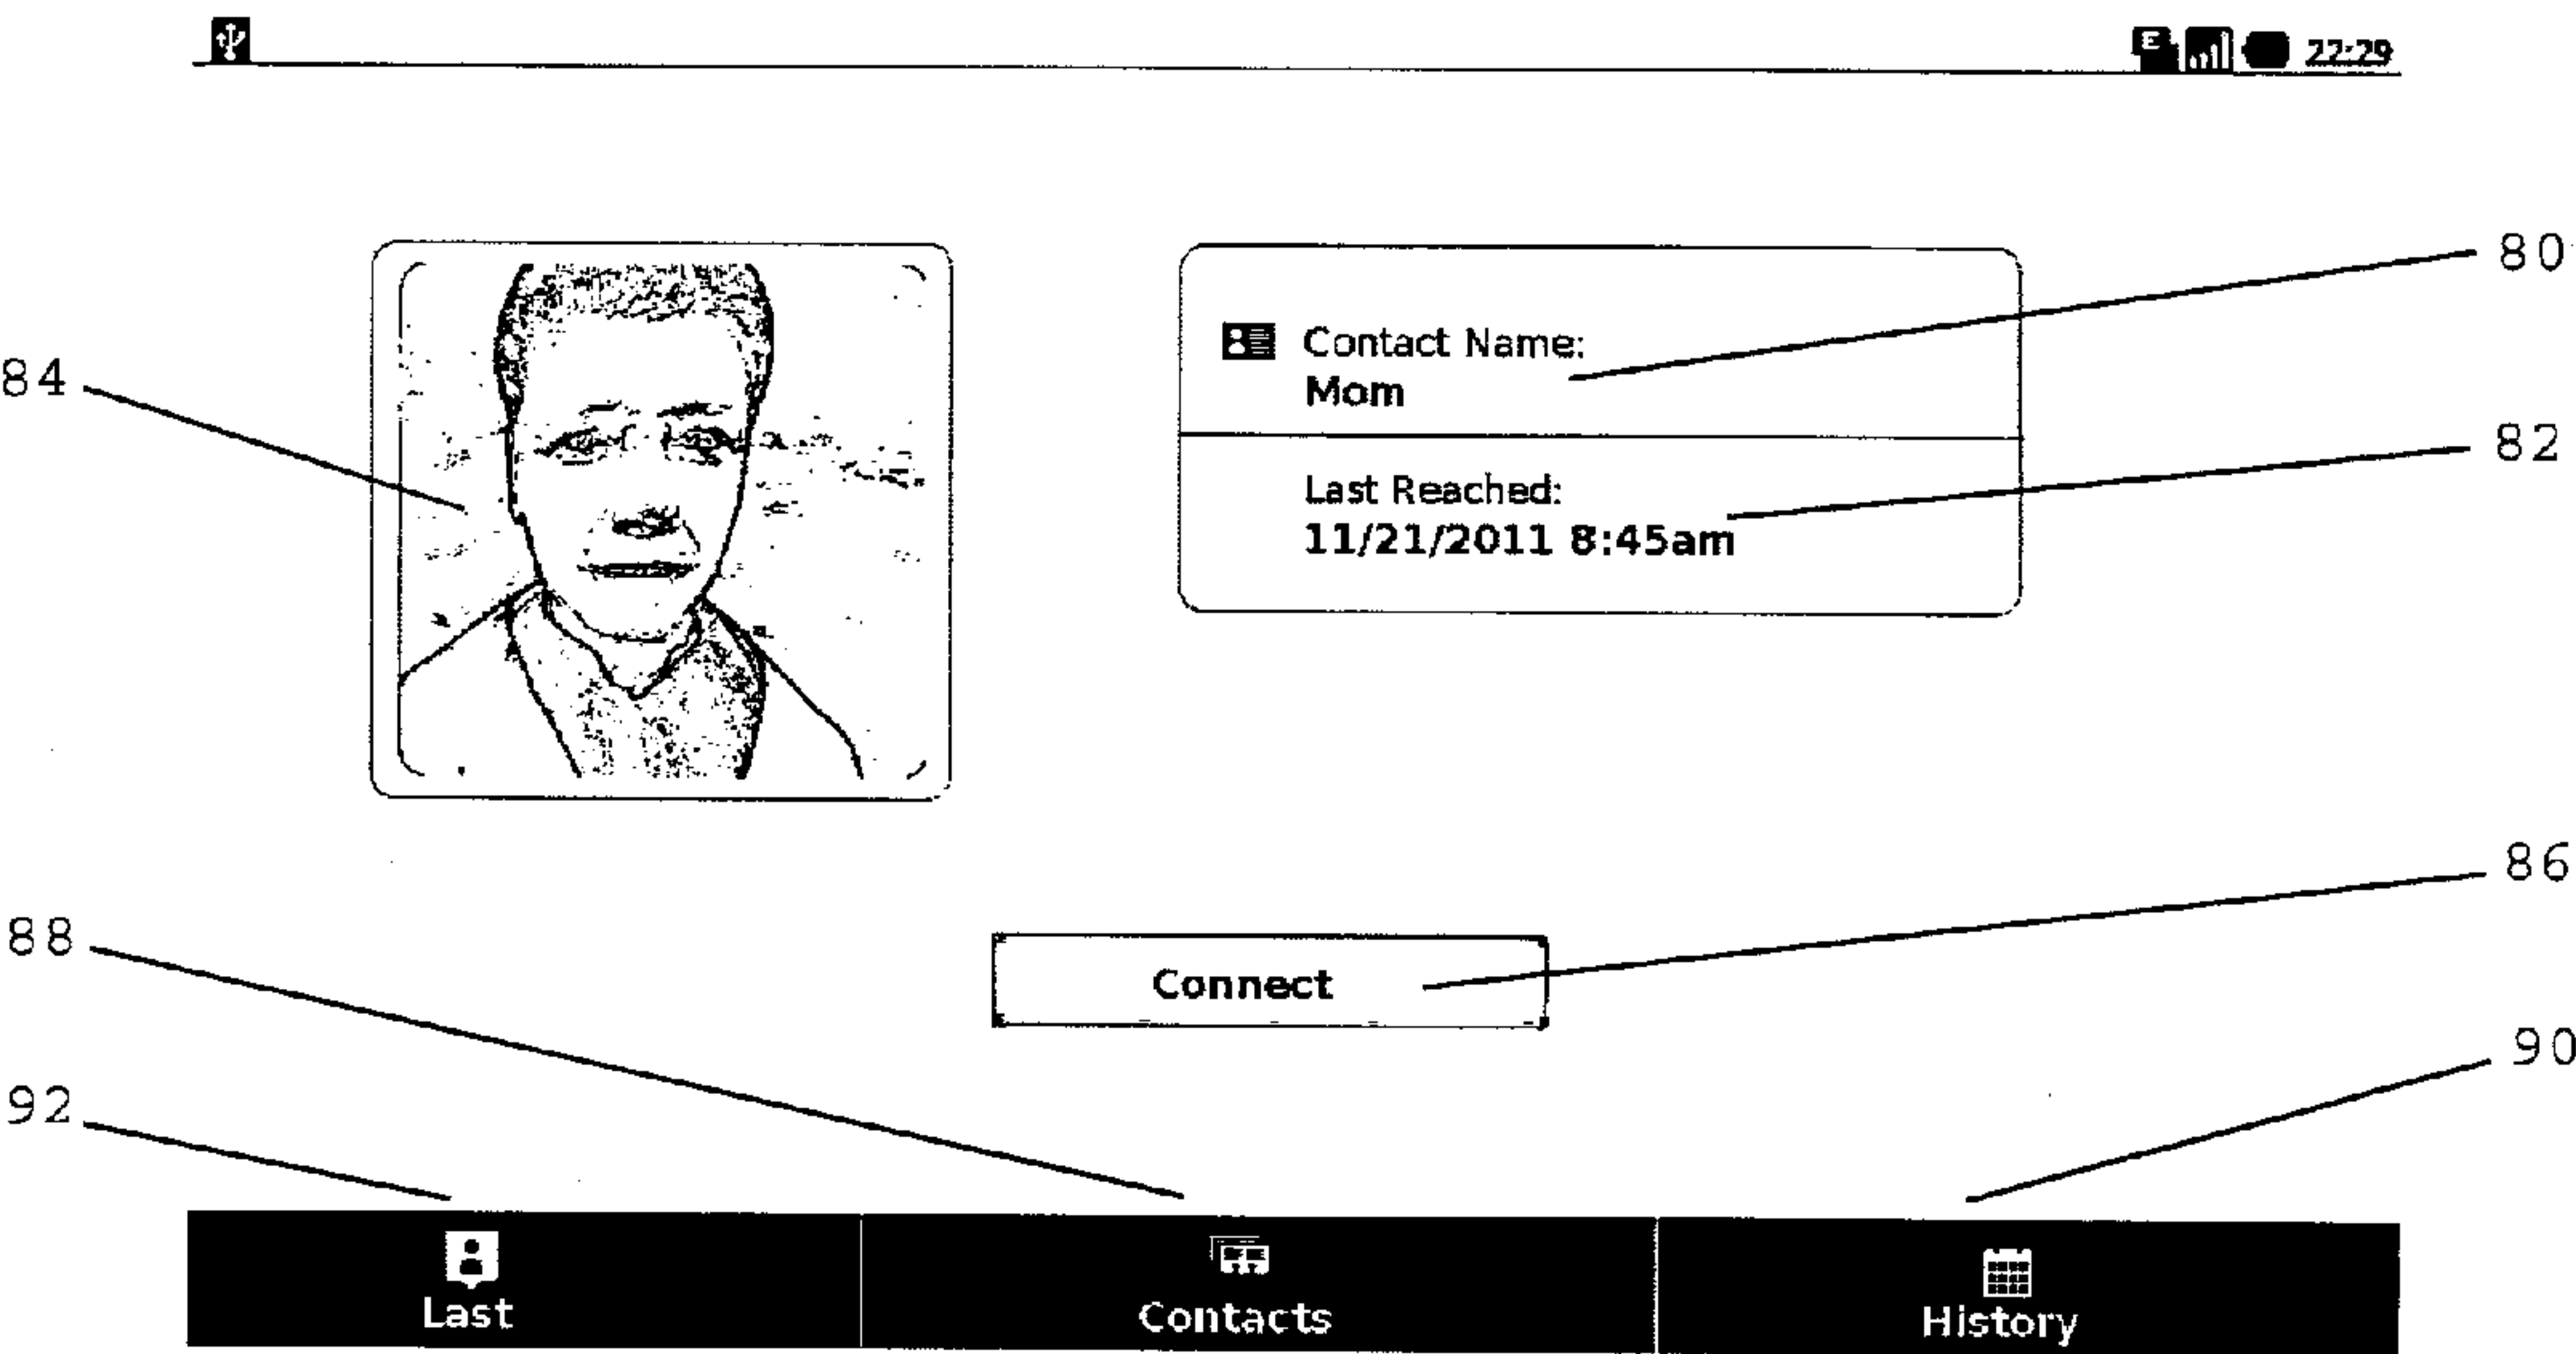 E 22:29
80
Contact Name:
Mom
84
82
Last Reached:
11/21/2011 8:45am
86
88
Connect
90
92
Last
Contacts
History